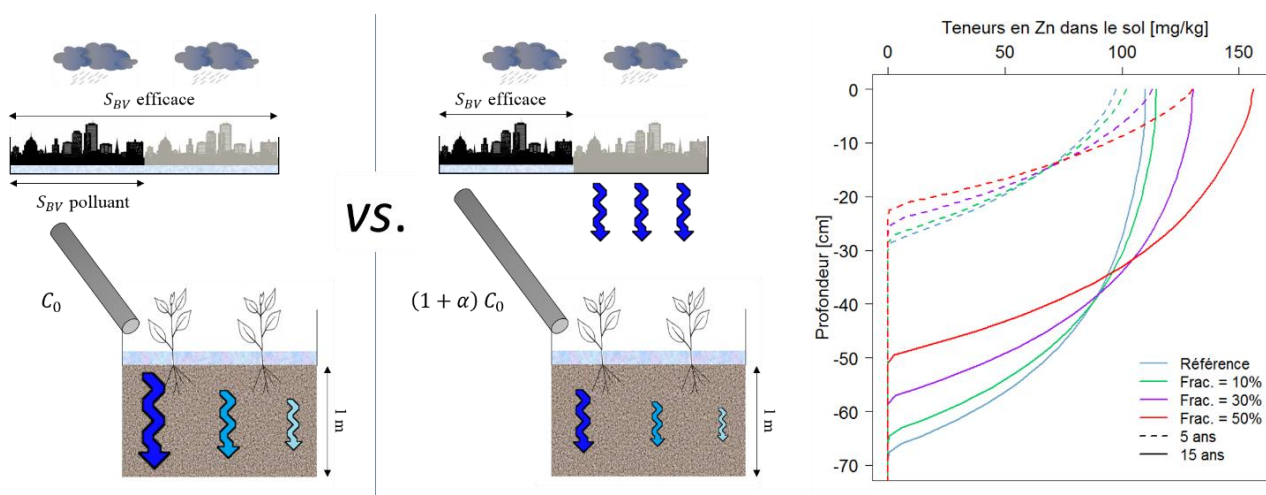 S_BV efficace
S_BV polluant
C_0
1 m
vs.
S_BV efficace
(1 + α) C_0
1 m
Teneurs en Zn dans le sol [mg/kg]
0 50 100 150
Profondeur [cm]
0
-10
-20
-30
-40
-50
-60
-70
Référence
Frac. = 10%
Frac. = 30%
Frac. = 50%
5 ans
15 ans